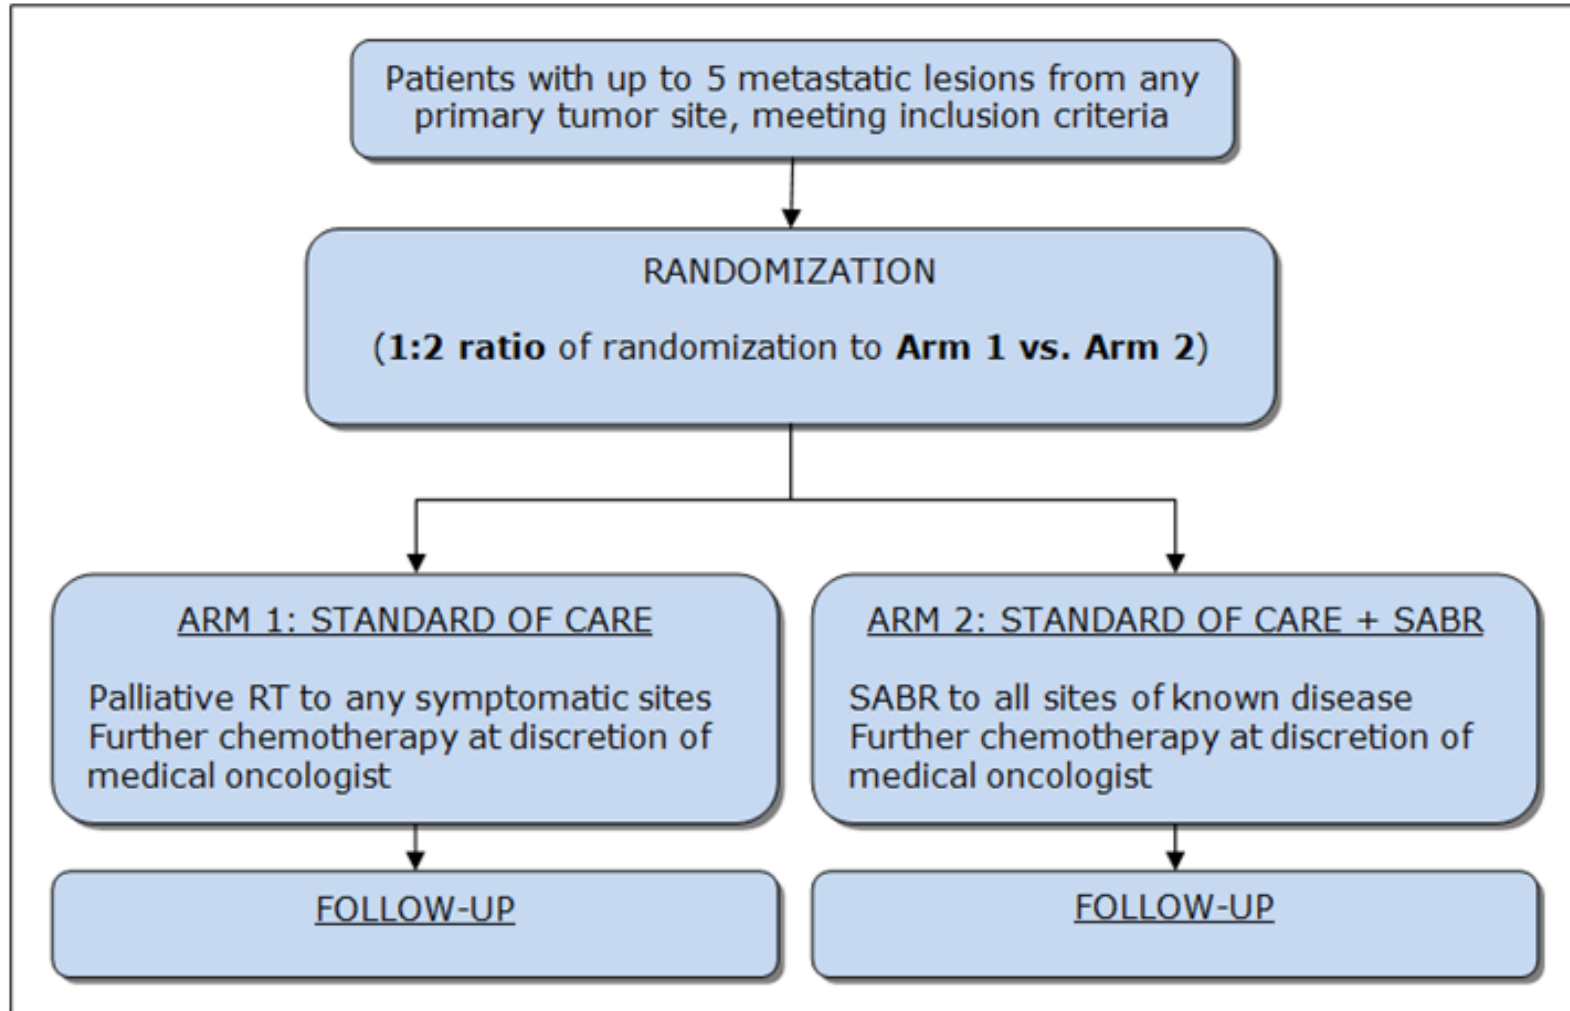 Patients with up to 5 metastatic lesions from any
primary tumor site, meeting inclusion criteria
RANDOMIZATION
(1:2 ratio of randomization to Arm 1 vs. Arm 2)
ARM 1: STANDARD OF CARE
Palliative RT to any symptomatic sites
Further chemotherapy at discretion of
medical oncologist
ARM 2: STANDARD OF CARE + SABR
SABR to all sites of known disease
Further chemotherapy at discretion of
medical oncologist
FOLLOW-UP
FOLLOW-UP